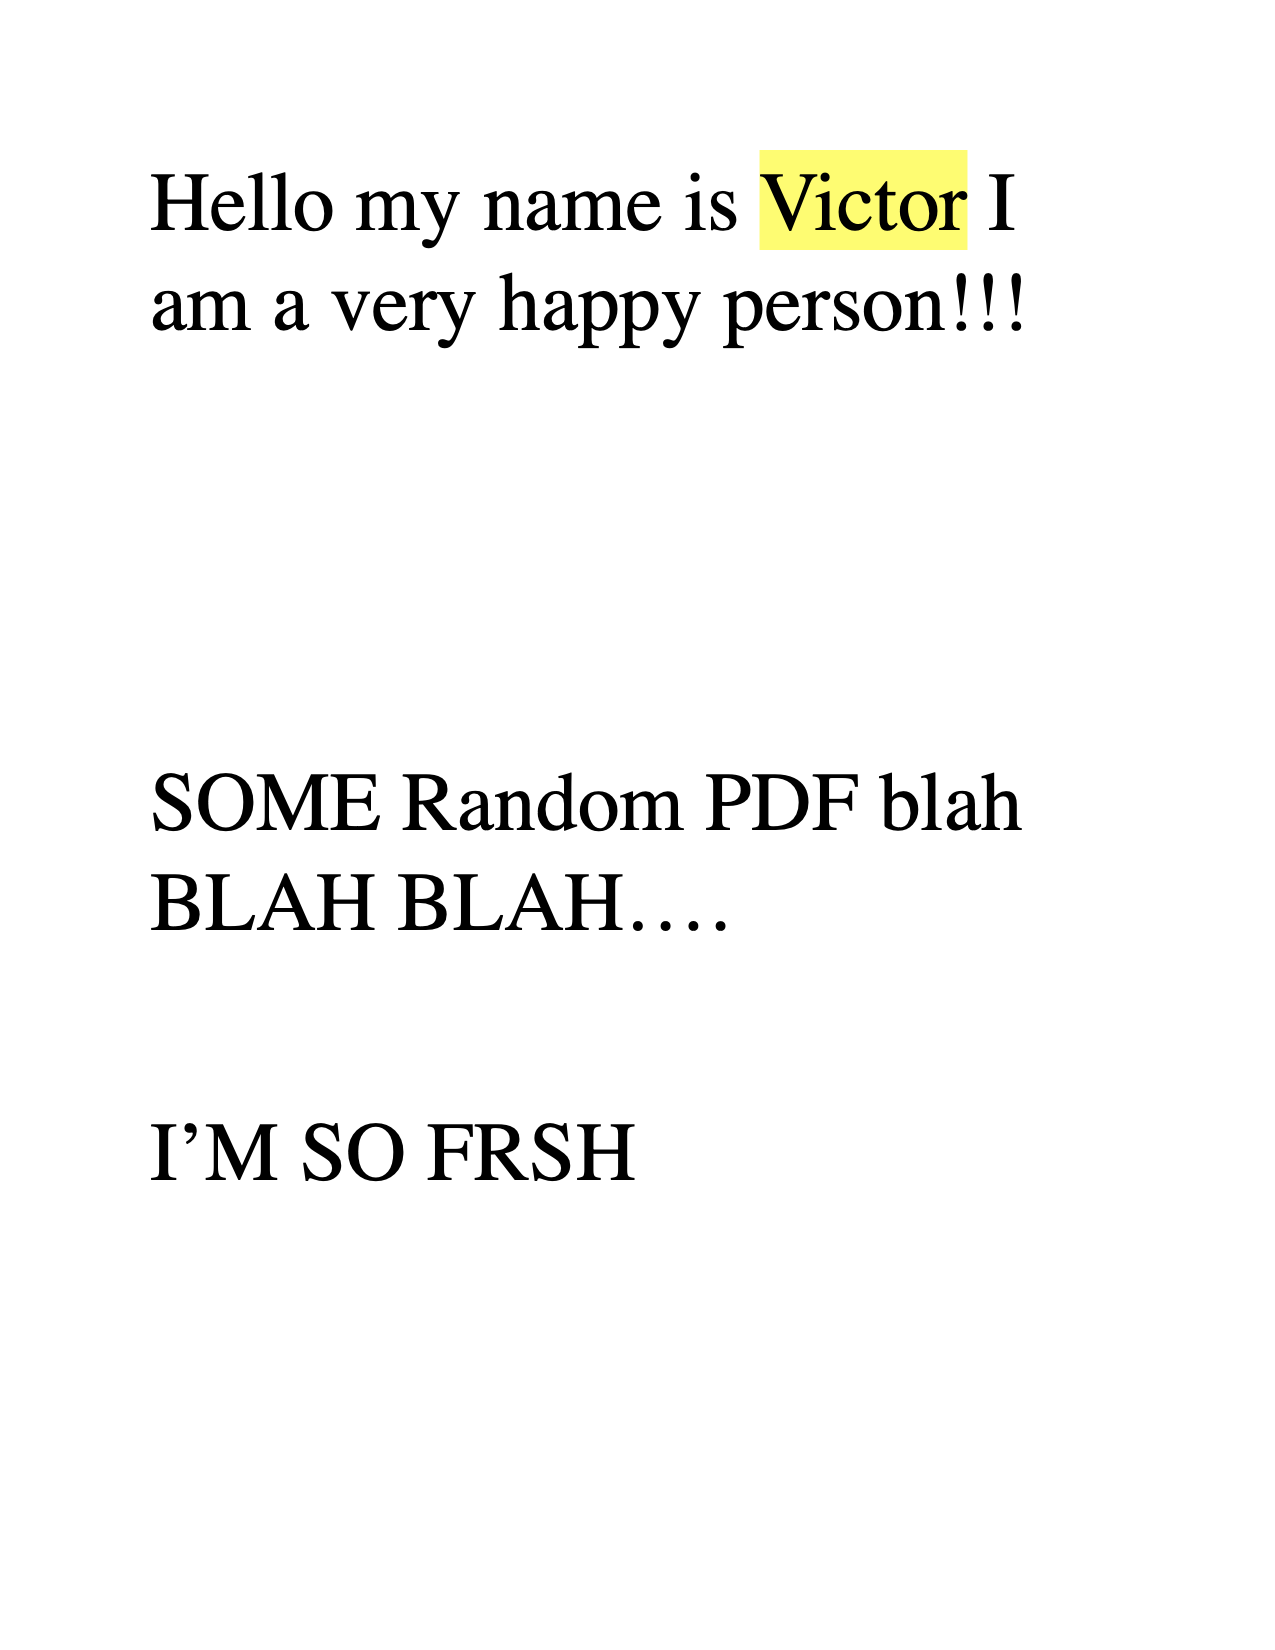 Hello my name is Victor I
am a very happy person!!!
SOME Random PDF blah
BLAH BLAH….
I’M SO FRSH